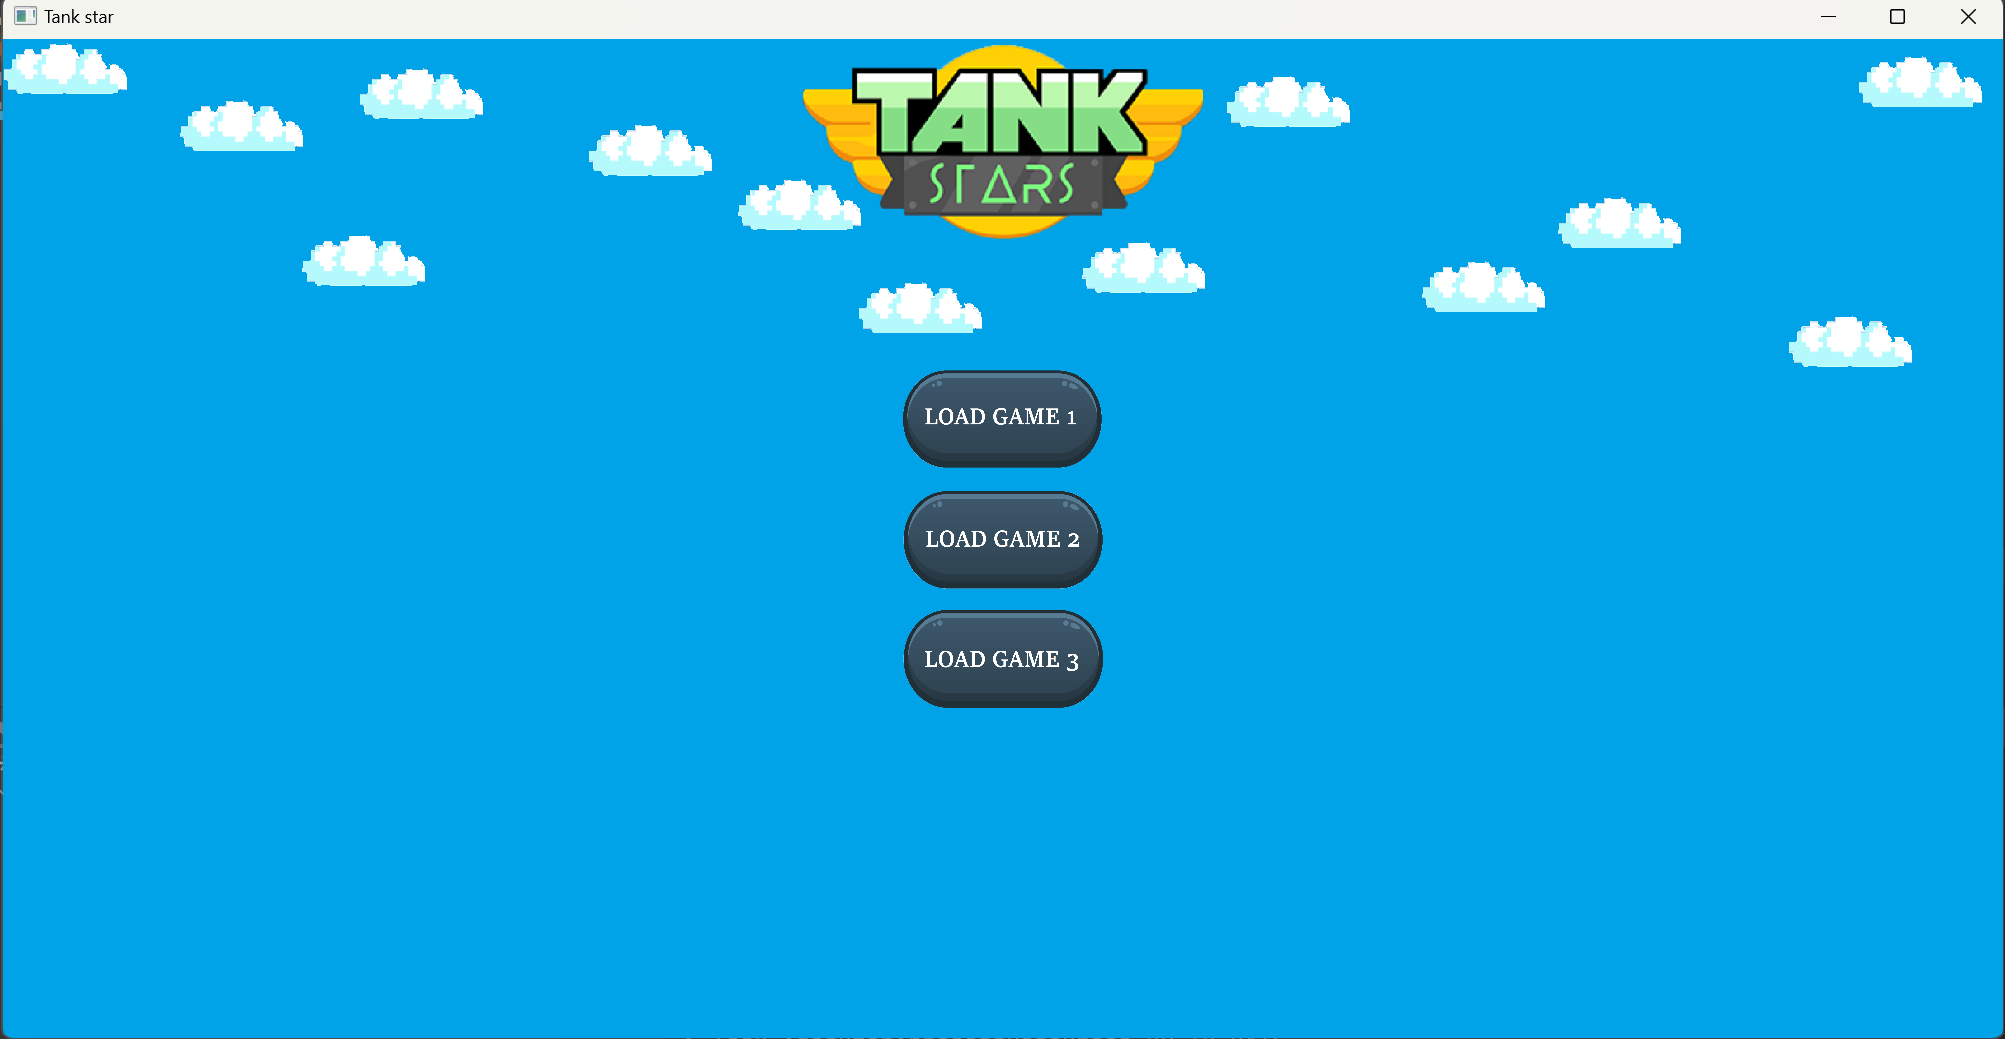 Tank star
TANK
STARS
LOAD GAME 1
LOAD GAME 2
LOAD GAME 3